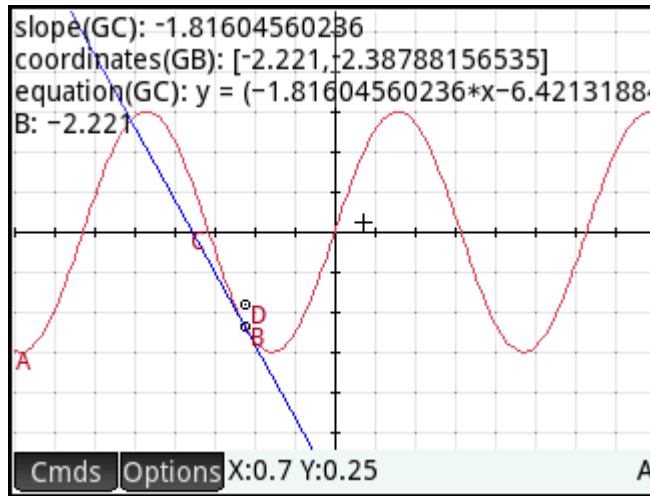 slope(GC): -1.81604560236
coordinates(GB): [-2.221,-2.38788156535]
equation(GC): y = (-1.81604560236*x-6.42131884
B: -2.221
C
D
B
A
Cmds Options X:0.7 Y:0.25 A